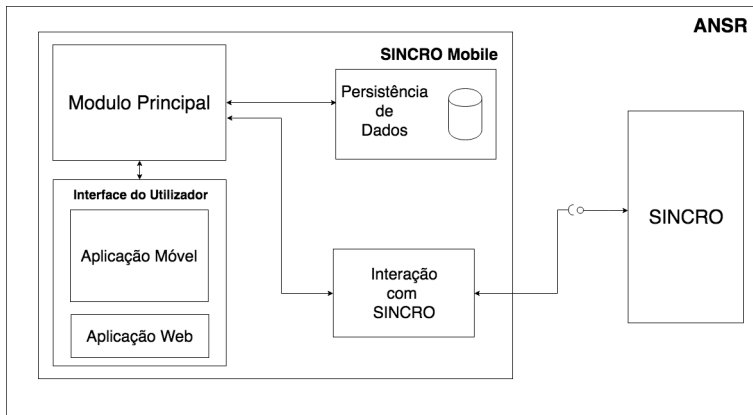 ANSR
SINCRO Mobile
Modulo Principal
Persistência
de
Dados
Interface do Utilizador
Aplicação Móvel
Aplicação Web
Interação
com
SINCRO
SINCRO